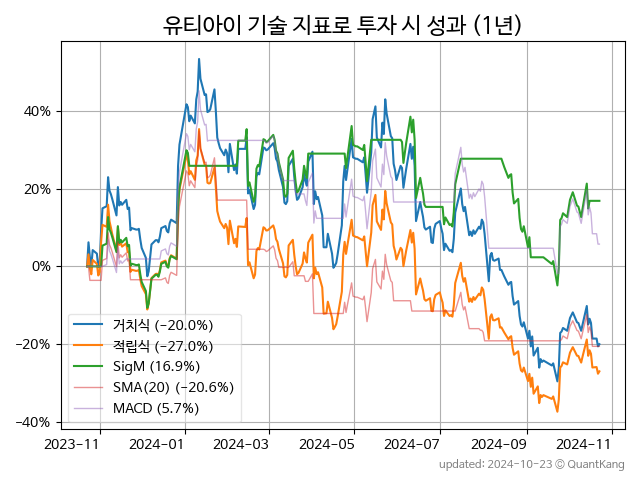 유티아이 기술 지표로 투자 시 성과 (1년)
40%
20%
0%
−20%
−40%
거치식 (−20.0%)
적립식 (−27.0%)
SigM (16.9%)
SMA(20) (−20.6%)
MACD (5.7%)
2023-11 2024-01 2024-03 2024-05 2024-07 2024-09 2024-11
updated: 2024-10-23 © QuantKang